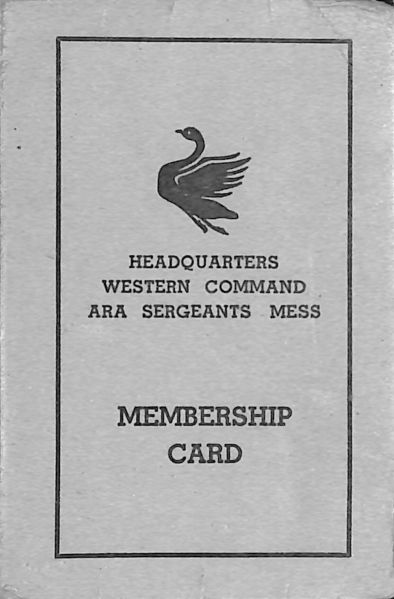 HEADQUARTERS
WESTERN COMMAND
ARA SERGEANTS MESS
MEMBERSHIP
CARD